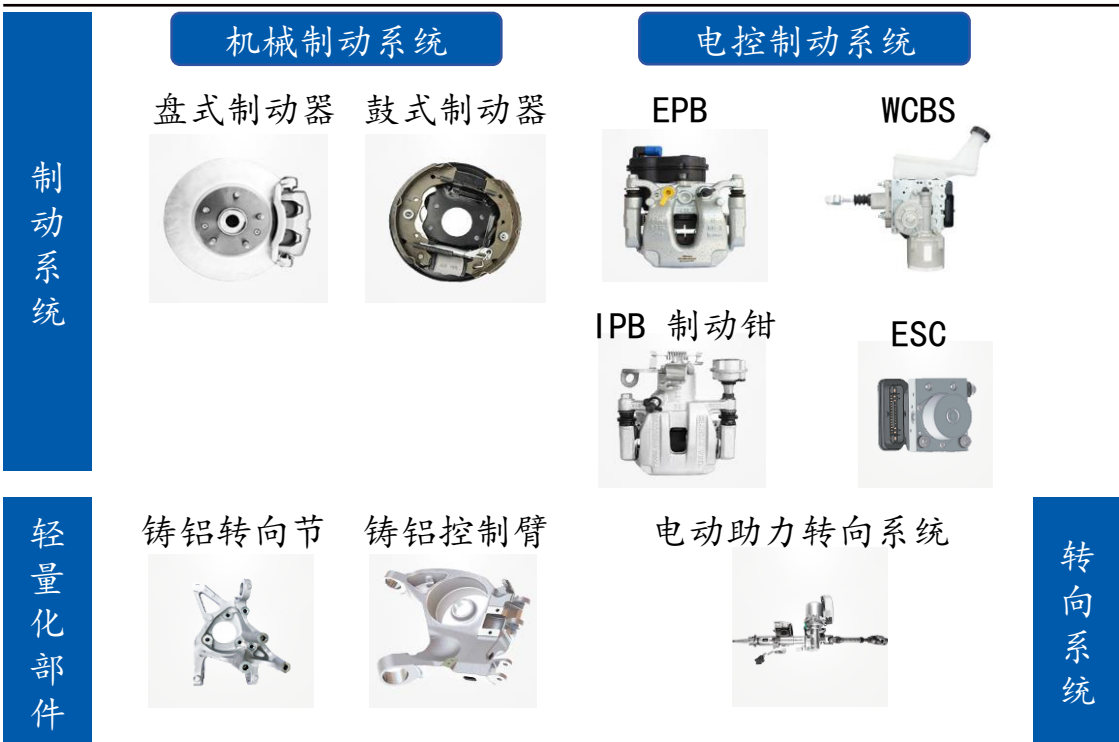 机械制动系统
电控制动系统
制动系统
盘式制动器
鼓式制动器
EPB
WCBS
IPB 制动钳
ESC
轻量化部件
铸铝转向节
铸铝控制臂
电动助力转向系统
转向系统